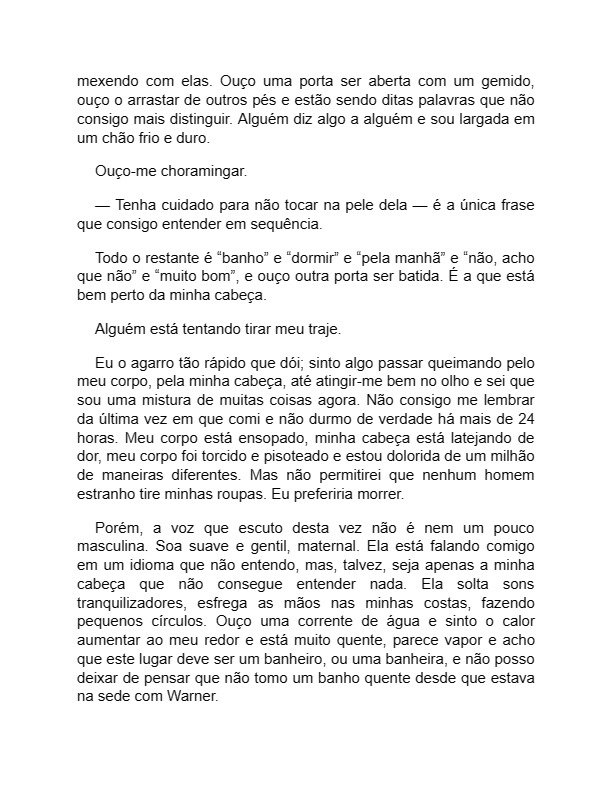 mexendo com elas. Ouço uma porta ser aberta com um gemido,
ouço o arrastar de outros pés e estão sendo ditas palavras que não
consigo mais distinguir. Alguém diz algo a alguém e sou largada em
um chão frio e duro.
Ouço-me choramingar.
— Tenha cuidado para não tocar na pele dela — é a única frase
que consigo entender em sequência.
Todo o restante é “banho” e “dormir” e “pela manhã” e “não, acho
que não” e “muito bom”, e ouço outra porta ser batida. É a que está
bem perto da minha cabeça.
Alguém está tentando tirar meu traje.
Eu o agarro tão rápido que dói; sinto algo passar queimando pelo
meu corpo, pela minha cabeça, até atingir-me bem no olho e sei que
sou uma mistura de muitas coisas agora. Não consigo me lembrar
da última vez em que comi e não durmo de verdade há mais de 24
horas. Meu corpo está ensopado, minha cabeça está latejando de
dor, meu corpo foi torcido e pisoteado e estou dolorida de um milhão
de maneiras diferentes. Mas não permitirei que nenhum homem
estranho tire minhas roupas. Eu preferiria morrer.
Porém, a voz que escuto desta vez não é nem um pouco
masculina. Soa suave e gentil, maternal. Ela está falando comigo
em um idioma que não entendo, mas, talvez, seja apenas a minha
cabeça que não consegue entender nada. Ela solta sons
tranquilizadores, esfrega as mãos nas minhas costas, fazendo
pequenos círculos. Ouço uma corrente de água e sinto o calor
aumentar ao meu redor e está muito quente, parece vapor e acho
que este lugar deve ser um banheiro, ou uma banheira, e não posso
deixar de pensar que não tomo um banho quente desde que estava
na sede com Warner.